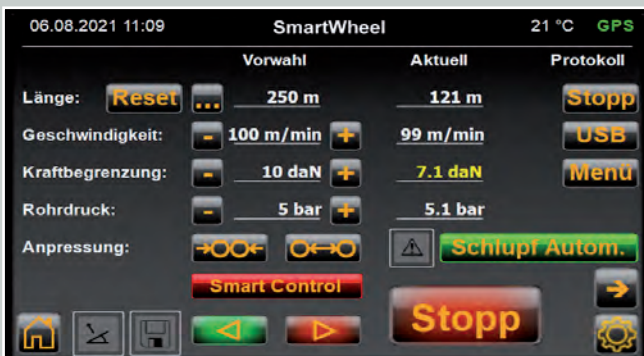 06.08.2021 11:09 SmartWheel 21 °C GPS
Vorwahl Aktuell Protokoll
Länge: Reset ... 250 m 121 m Stopp
Geschwindigkeit: - 100 m/min + 99 m/min USB
Kraftbegrenzung: - 10 daN + 7.1 daN Menü
Rohrdruck: - 5 bar + 5.1 bar
Anpressung: Schlupf Autom.
Smart Control
Stopp